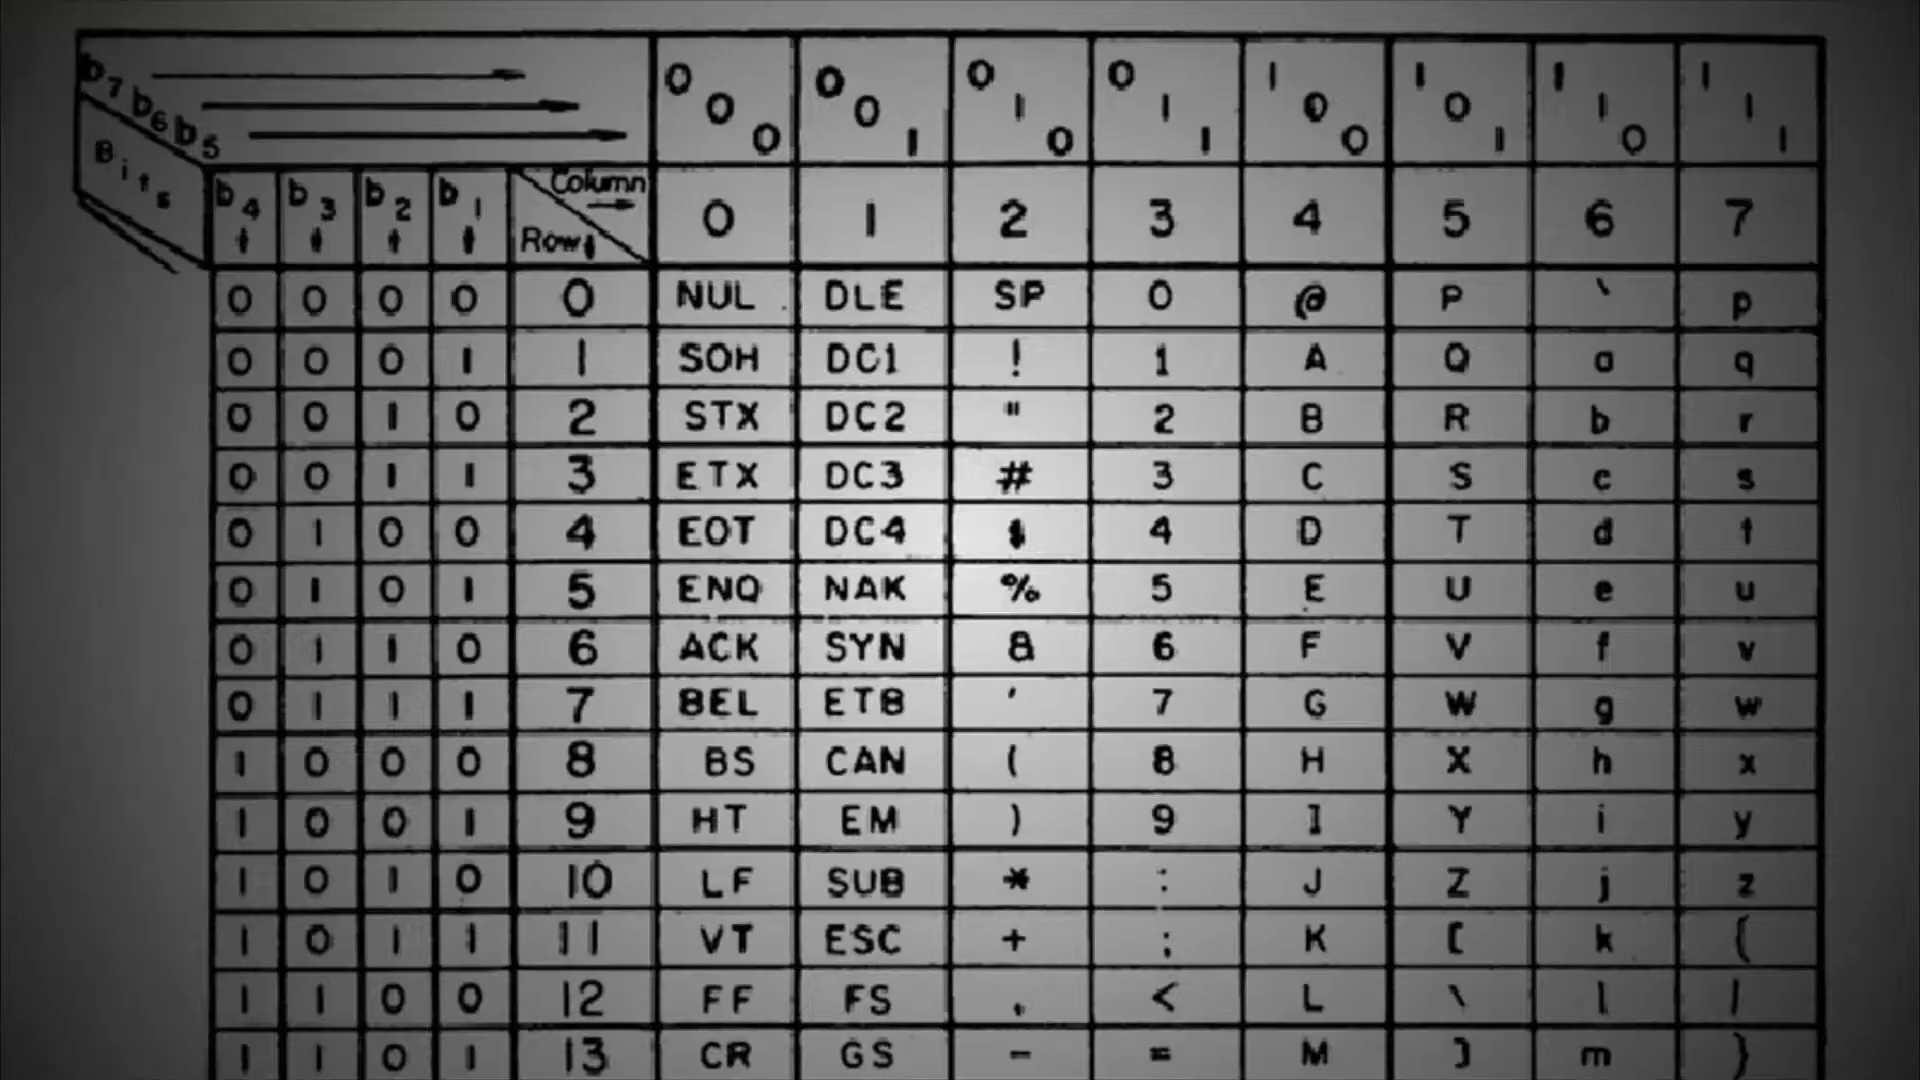 b7 b6 b5 0 0 0 0 0 1 0 1 0 0 1 1 1 0 0 1 0 1 1 1 0 1 1 1
Bits
b4 b3 b2 b1 Column
Row 0 1 2 3 4 5 6 7
0 0 0 0 0 NUL DLE SP 0 @ P ` p
0 0 0 1 1 SOH DC1 ! 1 A Q a q
0 0 1 0 2 STX DC2 " 2 B R b r
0 0 1 1 3 ETX DC3 # 3 C S c s
0 1 0 0 4 EOT DC4 $ 4 D T d t
0 1 0 1 5 ENQ NAK % 5 E U e u
0 1 1 0 6 ACK SYN & 6 F V f v
0 1 1 1 7 BEL ETB ' 7 G W g w
1 0 0 0 8 BS CAN ( 8 H X h x
1 0 0 1 9 HT EM ) 9 I Y i y
1 0 1 0 10 LF SUB * : J Z j z
1 0 1 1 11 VT ESC + ; K [ k {
1 1 0 0 12 FF FS , < L \ l |
1 1 0 1 13 CR GS - = M ] m }